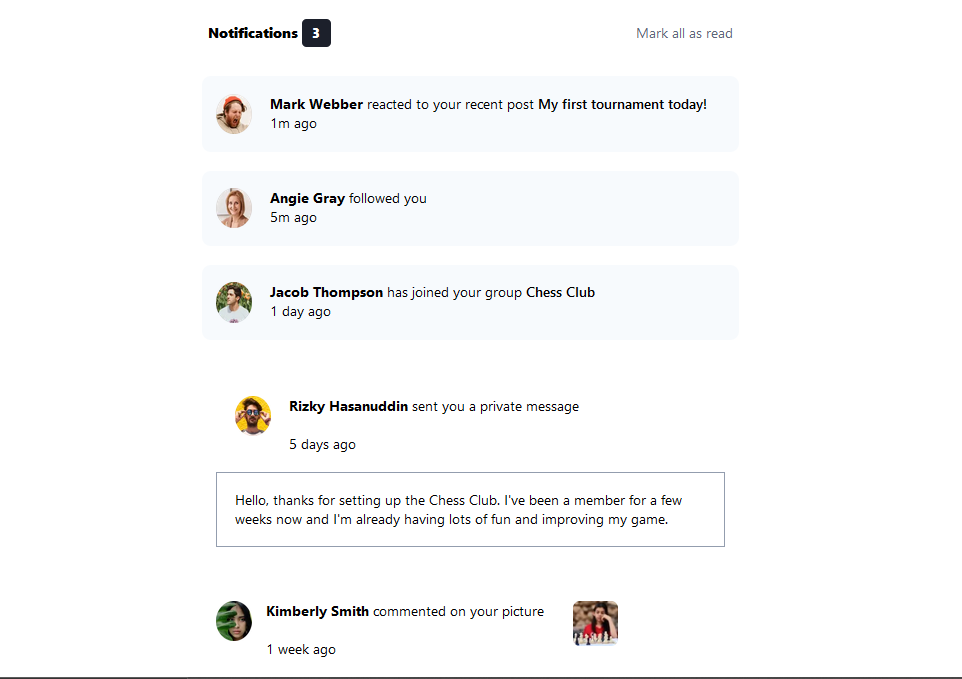 Notifications 3 Mark all as read
Mark Webber reacted to your recent post My first tournament today!
1m ago
Angie Gray followed you
5m ago
Jacob Thompson has joined your group Chess Club
1 day ago
Rizky Hasanuddin sent you a private message
5 days ago
Hello, thanks for setting up the Chess Club. I've been a member for a few
weeks now and I'm already having lots of fun and improving my game.
Kimberly Smith commented on your picture
1 week ago